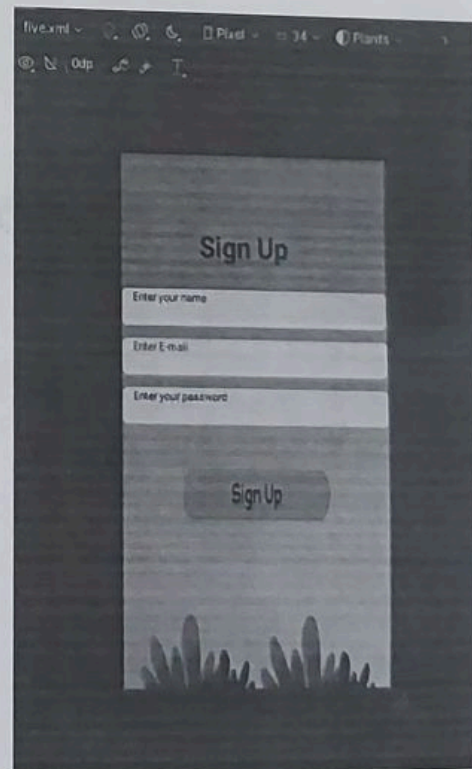 five.xml Pixel 34 Plants
0dp
Sign Up
Enter your name
Enter E-mail
Enter your password
Sign Up